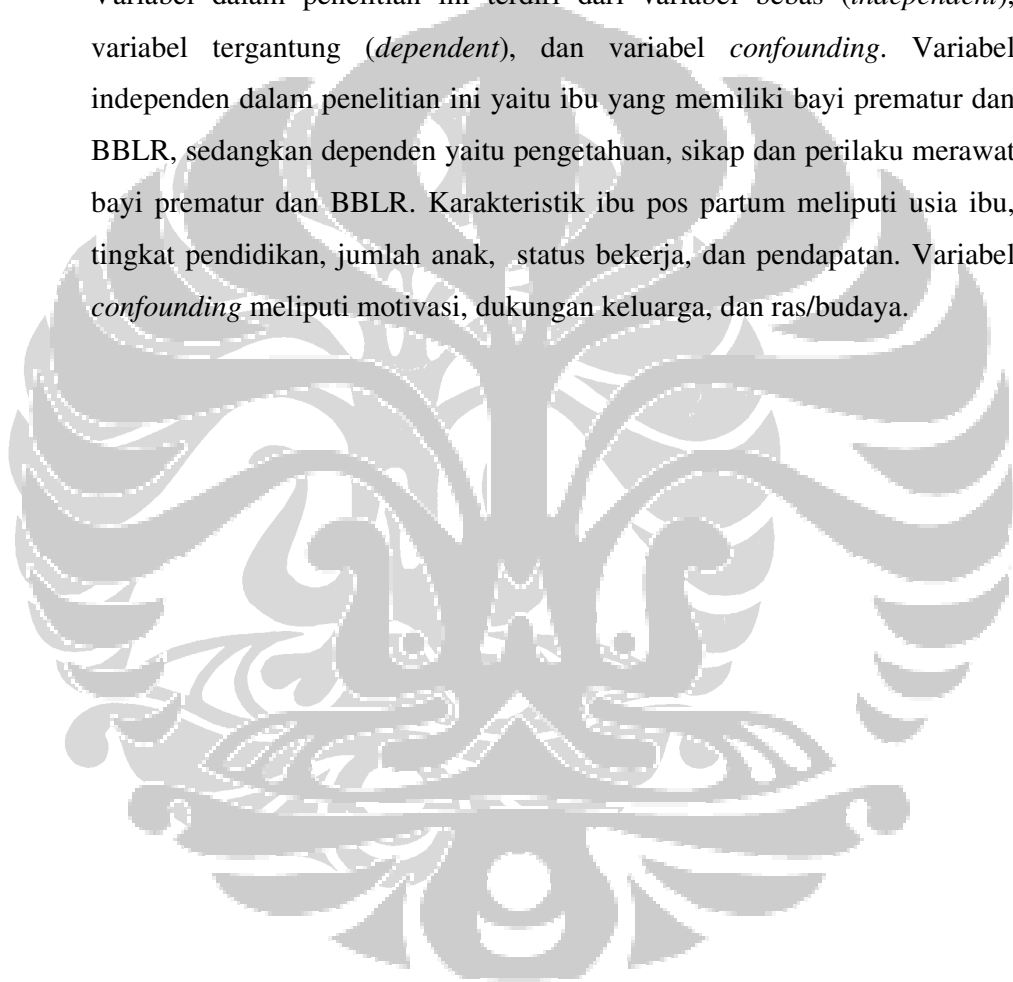 Variabel dalam penelitian ini terdiri dari variabel bebas (independent),
variabel tergantung (dependent), dan variabel confounding. Variabel
independen dalam penelitian ini yaitu ibu yang memiliki bayi prematur dan
BBLR, sedangkan dependen yaitu pengetahuan, sikap dan perilaku merawat
bayi prematur dan BBLR. Karakteristik ibu pos partum meliputi usia ibu,
tingkat pendidikan, jumlah anak, status bekerja, dan pendapatan. Variabel
confounding meliputi motivasi, dukungan keluarga, dan ras/budaya.